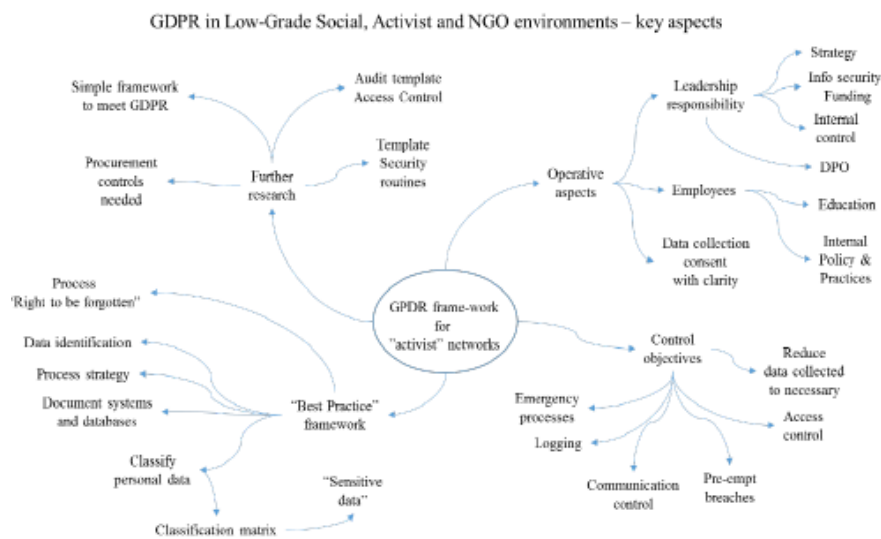 GDPR in Low-Grade Social, Activist and NGO environments – key aspects
Simple framework
to meet GDPR
Audit template
Access Control
Procurement
controls
needed
Further
research
Template
Security
routines
Operative
aspects
Leadership
responsibility
Strategy
Info security
Funding
Internal
control
DPO
Employees
Education
Internal
Policy &
Practices
Data collection
consent
with clarity
GPDR frame-work
for
"activist" networks
Process
'Right to be forgotten"
Data identification
Process strategy
Document systems
and databases
"Best Practice"
framework
Classify
personal data
Classification matrix
"Sensitive
data"
Control
objectives
Reduce
data collected
to necessary
Access
control
Emergency
processes
Logging
Communication
control
Pre-empt
breaches